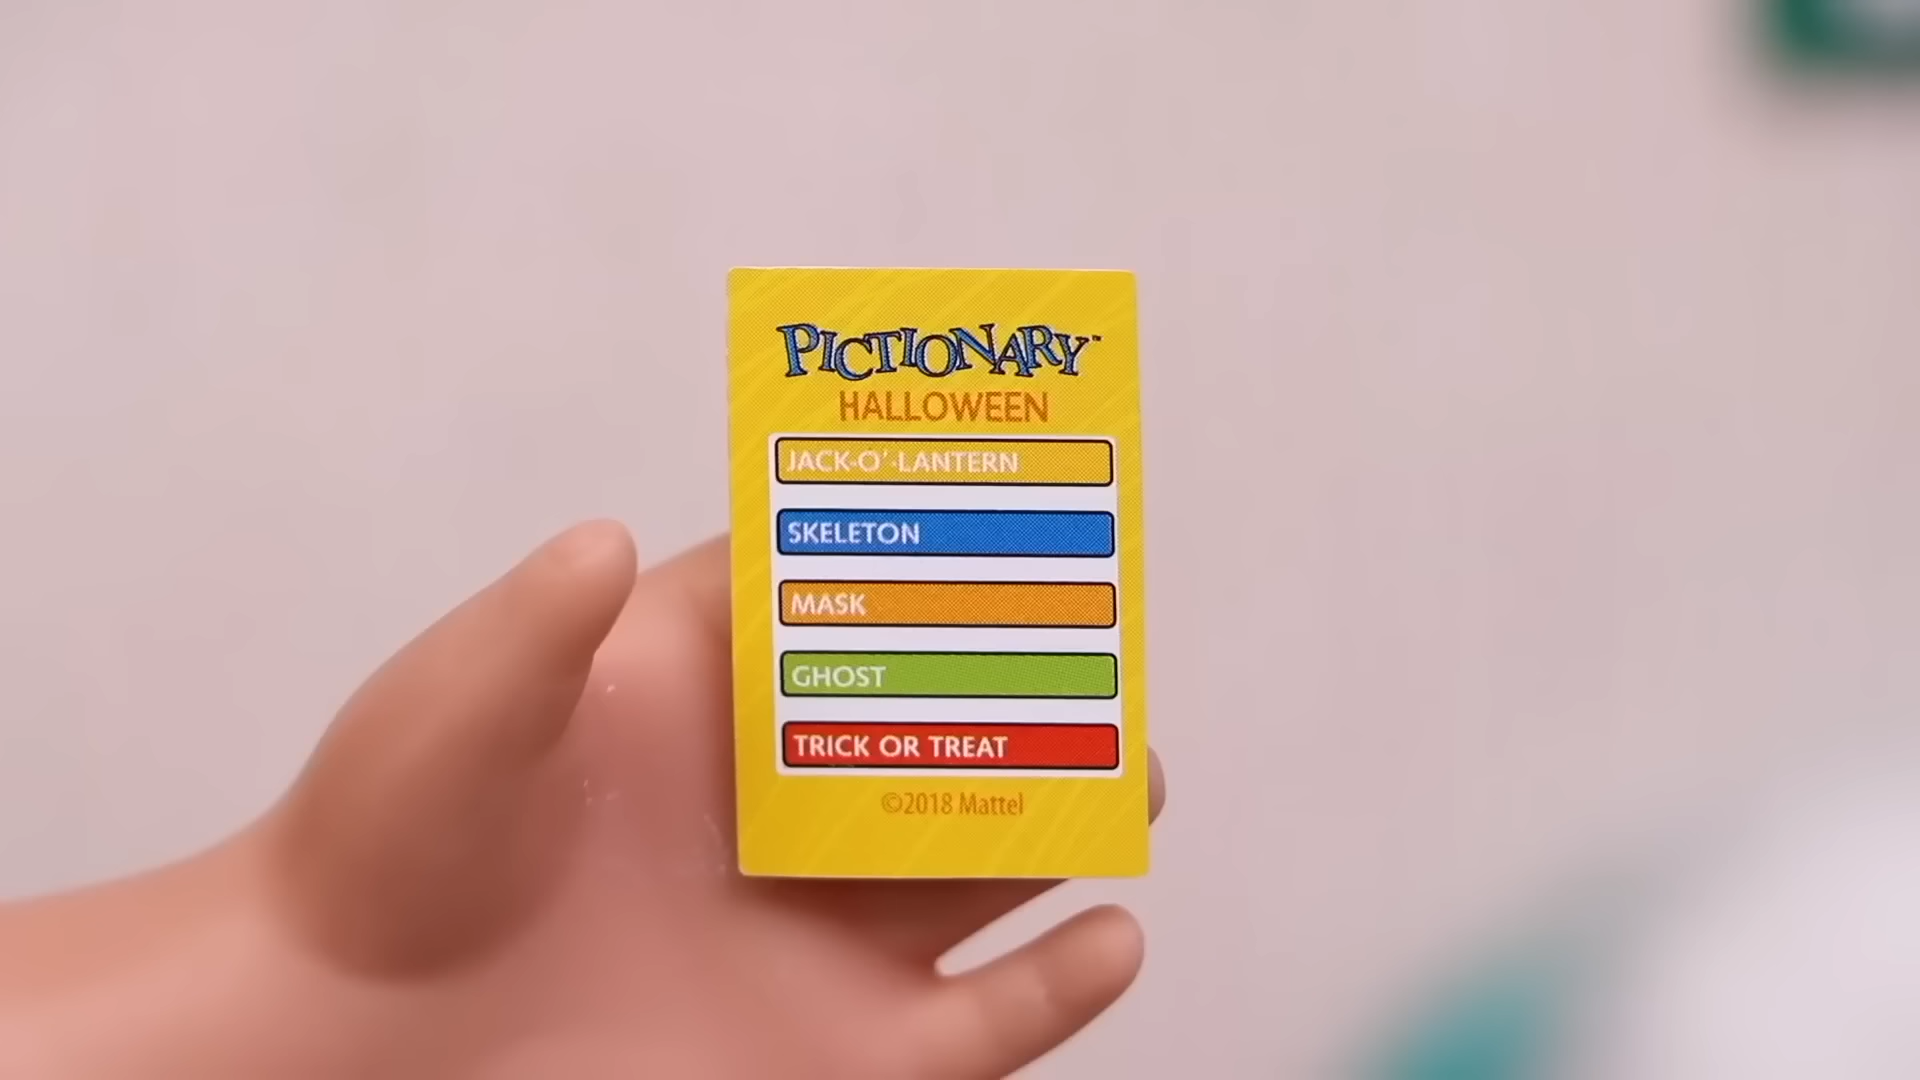 PICTIONARY™
HALLOWEEN
JACK-O'-LANTERN
SKELETON
MASK
GHOST
TRICK OR TREAT
©2018 Mattel